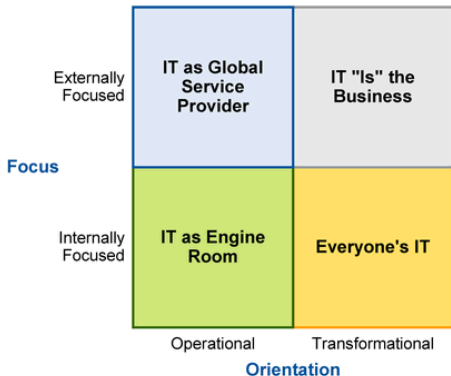 Externally
Focused
IT as Global
Service
Provider
IT "Is" the
Business
Focus
Internally
Focused
IT as Engine
Room
Everyone's IT
Operational
Transformational
Orientation